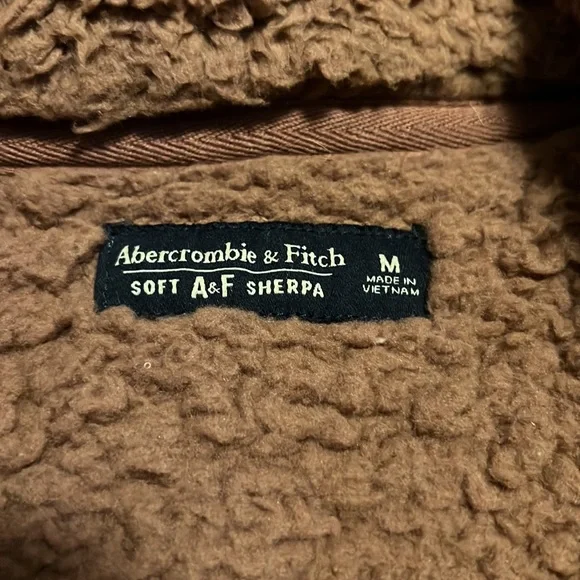 Abercrombie & Fitch
SOFT A&F SHERPA
M
MADE IN
VIETNAM